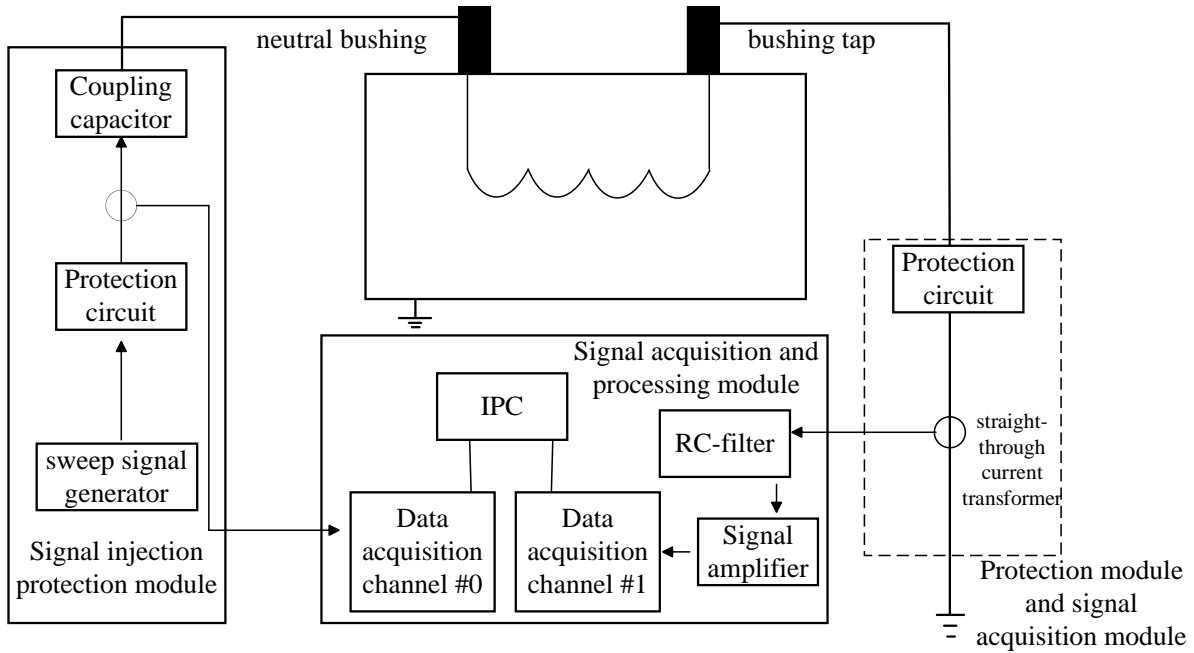 neutral bushing
bushing tap
Coupling
capacitor
Protection
circuit
sweep signal
generator
Signal injection
protection module
Signal acquisition and
processing module
IPC
RC-filter
Data
acquisition
channel #0
Data
acquisition
channel #1
Signal
amplifier
Protection
circuit
straight-
through
current
transformer
Protection module
and signal
acquisition module